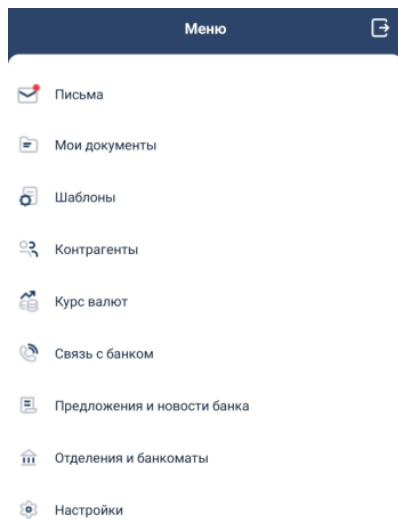 Меню
Письма
Мои документы
Шаблоны
Контрагенты
Курс валют
Связь с банком
Предложения и новости банка
Отделения и банкоматы
Настройки